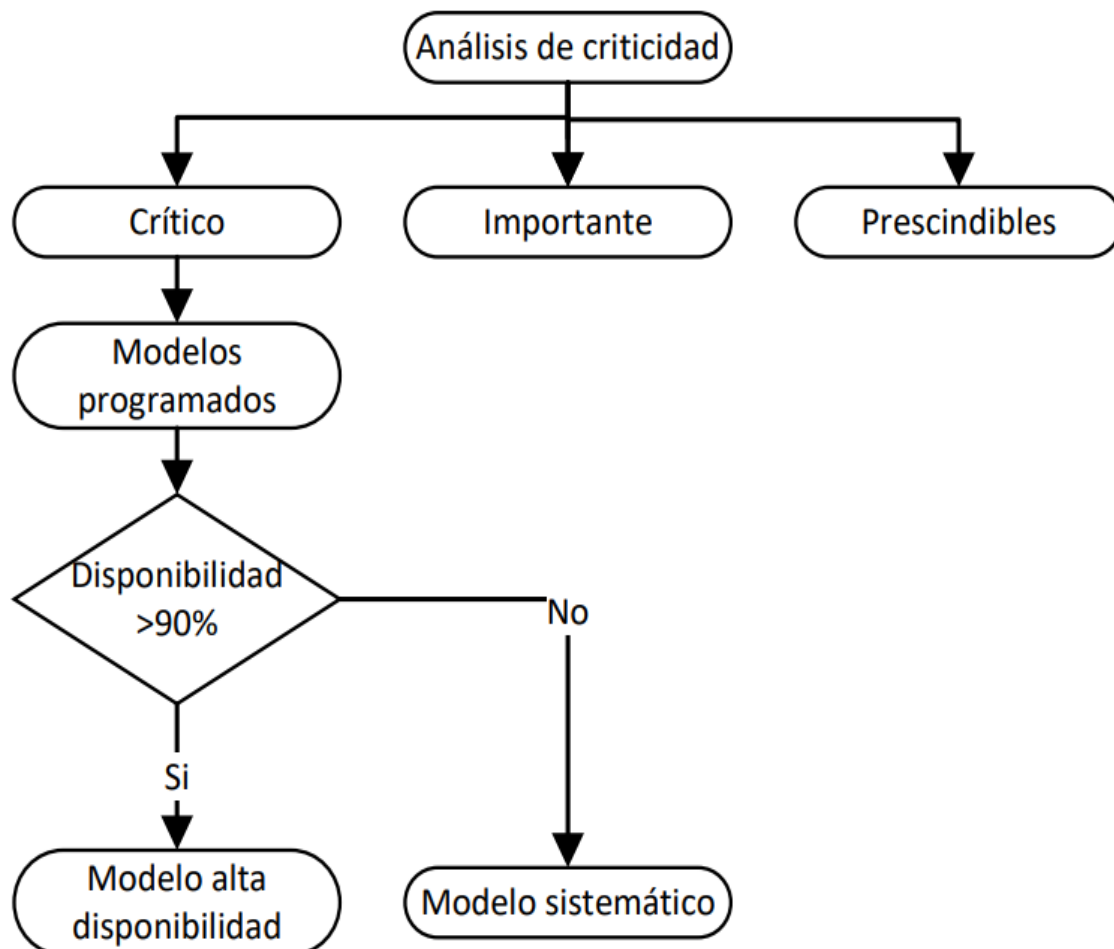 Análisis de criticidad
Crítico
Importante
Prescindibles
Modelos
programados
Disponibilidad
>90%
No
Si
Modelo alta
disponibilidad
Modelo sistemático